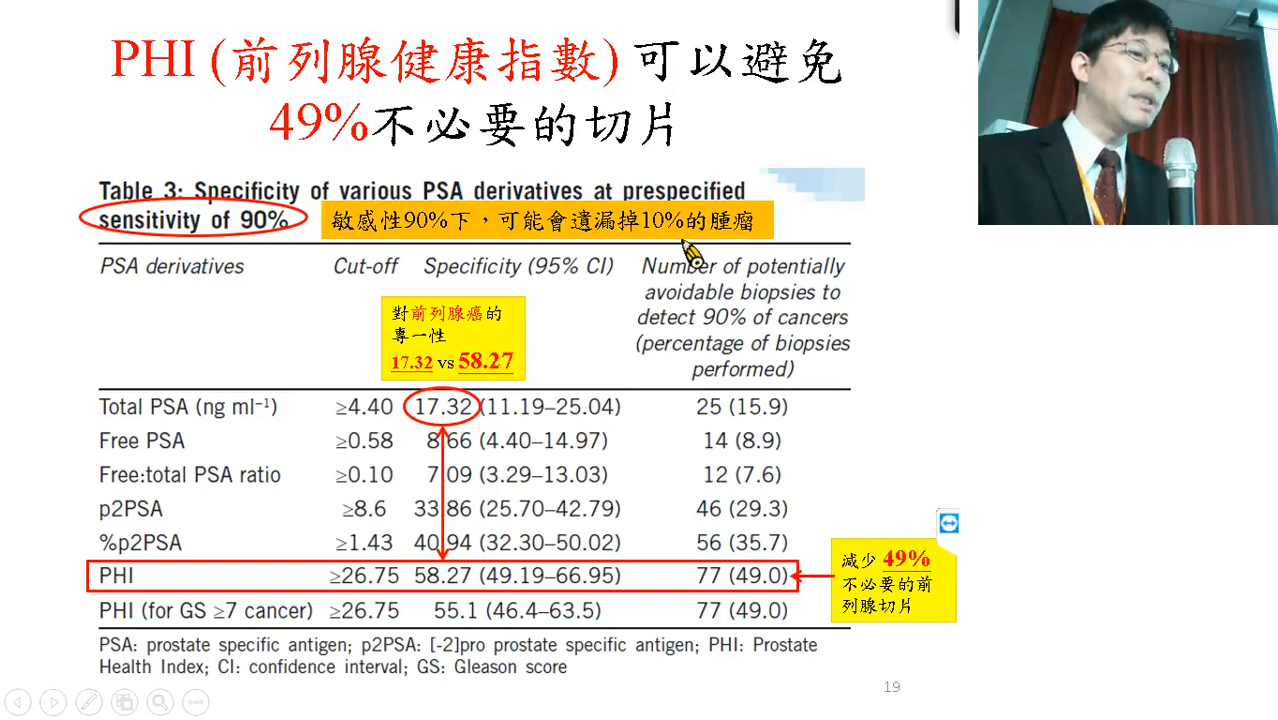 PHI (前列腺健康指數) 可以避免
49%不必要的切片
Table 3: Specificity of various PSA derivatives at prespecified
sensitivity of 90%
敏感性90%下，可能會遺漏掉10%的腫瘤
PSA derivatives Cut-off Specificity (95% CI) Number of potentially
avoidable biopsies to
detect 90% of cancers
(percentage of biopsies
performed)
對前列腺癌的
專一性
17.32 vs 58.27
Total PSA (ng ml⁻¹) ≥4.40 17.32 (11.19–25.04) 25 (15.9)
Free PSA ≥0.58 8.66 (4.40–14.97) 14 (8.9)
Free:total PSA ratio ≥0.10 7.09 (3.29–13.03) 12 (7.6)
p2PSA ≥8.6 33.86 (25.70–42.79) 46 (29.3)
%p2PSA ≥1.43 40.94 (32.30–50.02) 56 (35.7)
PHI ≥26.75 58.27 (49.19–66.95) 77 (49.0)
PHI (for GS ≥7 cancer) ≥26.75 55.1 (46.4–63.5) 77 (49.0)
減少 49%
不必要的前
列腺切片
PSA: prostate specific antigen; p2PSA: [-2]pro prostate specific antigen; PHI: Prostate
Health Index; CI: confidence interval; GS: Gleason score
19